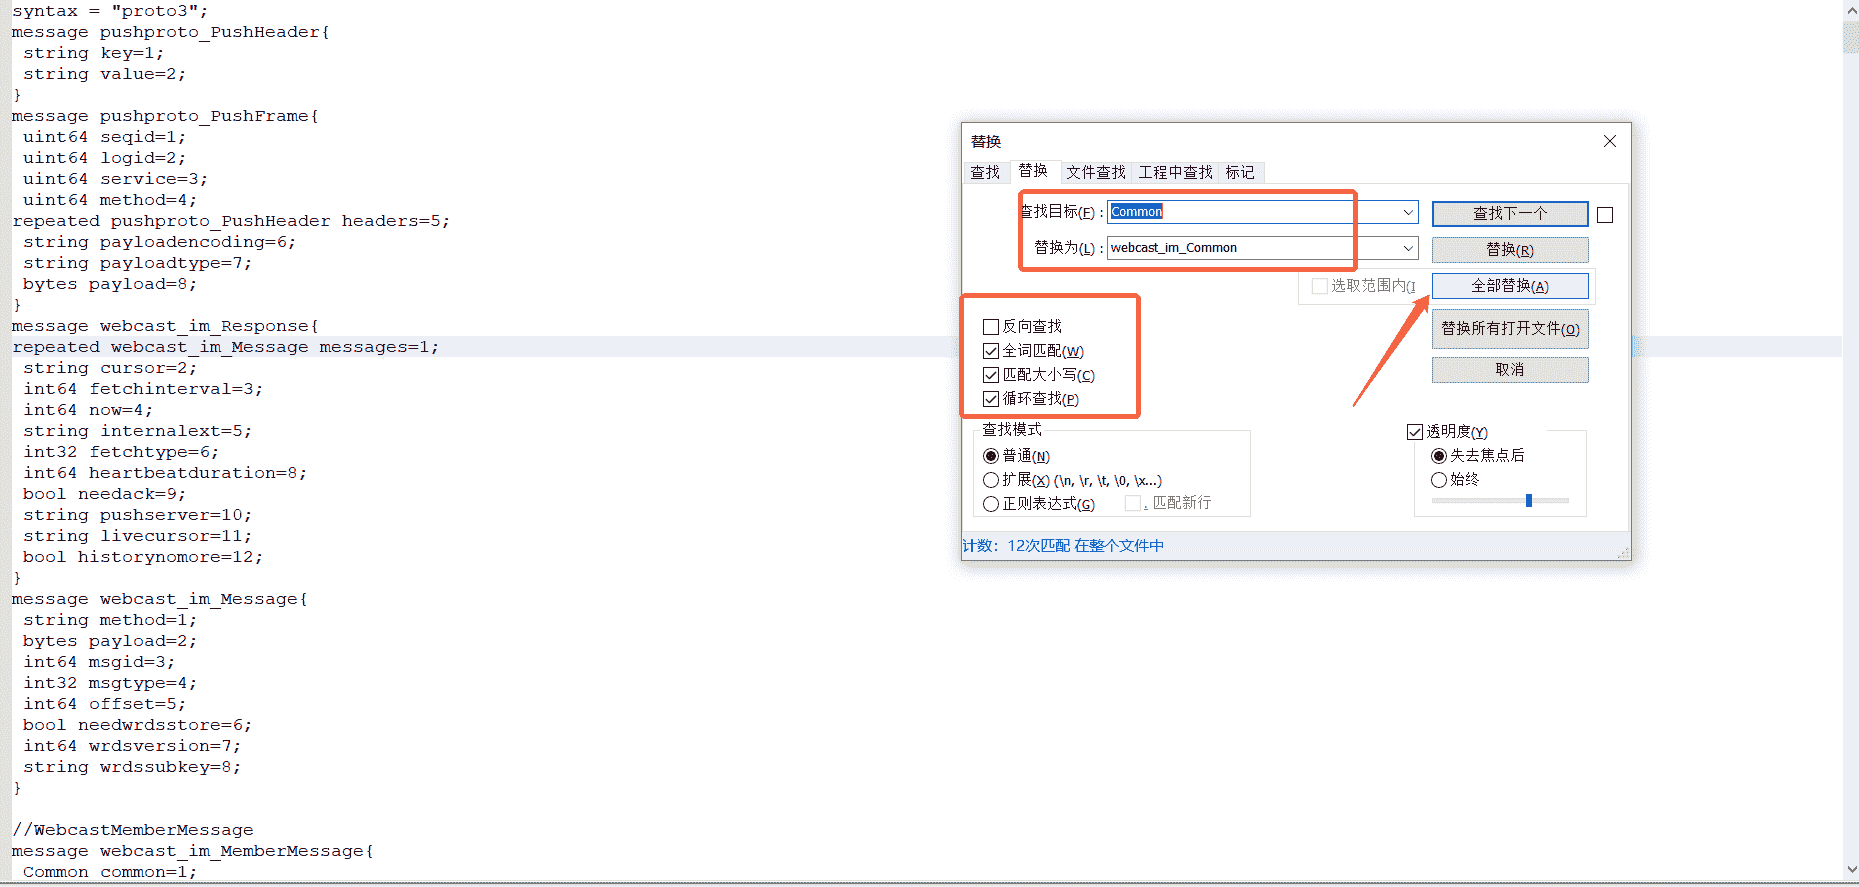 syntax = "proto3";
message pushproto_PushHeader{
string key=1;
string value=2;
}
message pushproto_PushFrame{
uint64 seqid=1;
uint64 logid=2;
uint64 service=3;
uint64 method=4;
repeated pushproto_PushHeader headers=5;
string payloadencoding=6;
string payloadtype=7;
bytes payload=8;
}
message webcast_im_Response{
repeated webcast_im_Message messages=1;
string cursor=2;
int64 fetchinterval=3;
int64 now=4;
string internalext=5;
int32 fetchtype=6;
int64 heartbeatduration=8;
bool needack=9;
string pushserver=10;
string livecursor=11;
bool historynomore=12;
}
message webcast_im_Message{
string method=1;
bytes payload=2;
int64 msgid=3;
int32 msgtype=4;
int64 offset=5;
bool needwrdsstore=6;
int64 wrdsversion=7;
string wrdssubkey=8;
}
//WebcastMemberMessage
message webcast_im_MemberMessage{
Common common=1;
替换
查找 替换 文件查找 工程中查找 标记
查找目标(F) : Common 查找下一个
替换为(L) : webcast_im_Common 替换(R)
选取范围内(I 全部替换(A)
替换所有打开文件(O)
取消
反向查找
全词匹配(W)
匹配大小写(C)
循环查找(P)
查找模式
普通(N)
扩展(X) (\n, \r, \t, \0, \x...)
正则表达式(G) . 匹配新行
透明度(Y)
失去焦点后
始终
计数: 12次匹配 在整个文件中